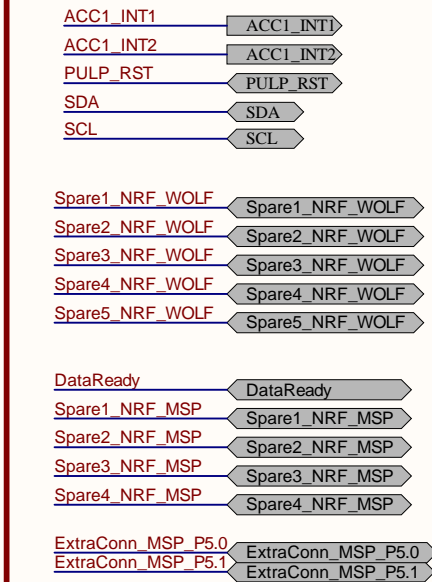 ACC1_INT1 ACC1_INT1
ACC1_INT2 ACC1_INT2
PULP_RST PULP_RST
SDA SDA
SCL SCL
Spare1_NRF_WOLF Spare1_NRF_WOLF
Spare2_NRF_WOLF Spare2_NRF_WOLF
Spare3_NRF_WOLF Spare3_NRF_WOLF
Spare4_NRF_WOLF Spare4_NRF_WOLF
Spare5_NRF_WOLF Spare5_NRF_WOLF
DataReady DataReady
Spare1_NRF_MSP Spare1_NRF_MSP
Spare2_NRF_MSP Spare2_NRF_MSP
Spare3_NRF_MSP Spare3_NRF_MSP
Spare4_NRF_MSP Spare4_NRF_MSP
ExtraConn_MSP_P5.0 ExtraConn_MSP_P5.0
ExtraConn_MSP_P5.1 ExtraConn_MSP_P5.1